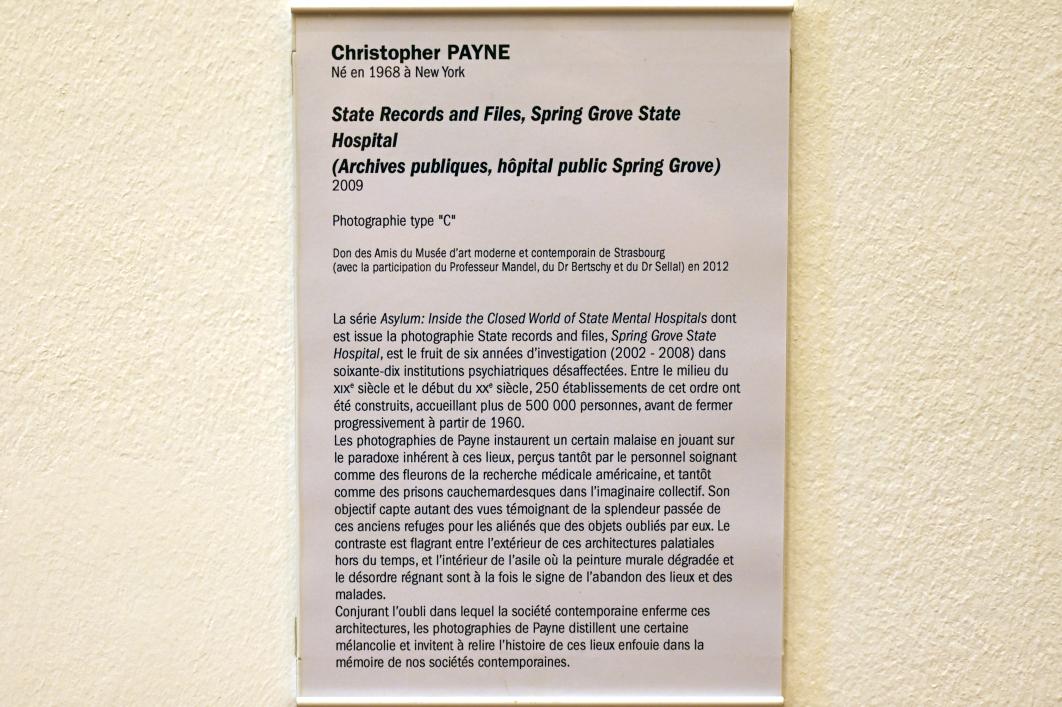 Christopher PAYNE
Né en 1968 à New York
State Records and Files, Spring Grove State
Hospital
(Archives publiques, hôpital public Spring Grove)
2009
Photographie type "C"
Don des Amis du Musée d'art moderne et contemporain de Strasbourg
(avec la participation du Professeur Mandel, du Dr Bertschy et du Dr Sellal) en 2012
La série Asylum: Inside the Closed World of State Mental Hospitals dont
est issue la photographie State records and files, Spring Grove State
Hospital, est le fruit de six années d'investigation (2002 - 2008) dans
soixante-dix institutions psychiatriques désaffectées. Entre le milieu du
XIXe siècle et le début du XXe siècle, 250 établissements de cet ordre ont
été construits, accueillant plus de 500 000 personnes, avant de fermer
progressivement à partir de 1960.
Les photographies de Payne instaurent un certain malaise en jouant sur
le paradoxe inhérent à ces lieux, perçus tantôt par le personnel soignant
comme des fleurons de la recherche médicale américaine, et tantôt
comme des prisons cauchemardesques dans l'imaginaire collectif. Son
objectif capte autant des vues témoignant de la splendeur passée de
ces anciens refuges pour les aliénés que des objets oubliés par eux. Le
contraste est flagrant entre l'extérieur de ces architectures palatiales
hors du temps, et l'intérieur de l'asile où la peinture murale dégradée et
le désordre régnant sont à la fois le signe de l'abandon des lieux et des
malades.
Conjurant l'oubli dans lequel la société contemporaine enferme ces
architectures, les photographies de Payne distillent une certaine
mélancolie et invitent à relire l'histoire de ces lieux enfouie dans la
mémoire de nos sociétés contemporaines.